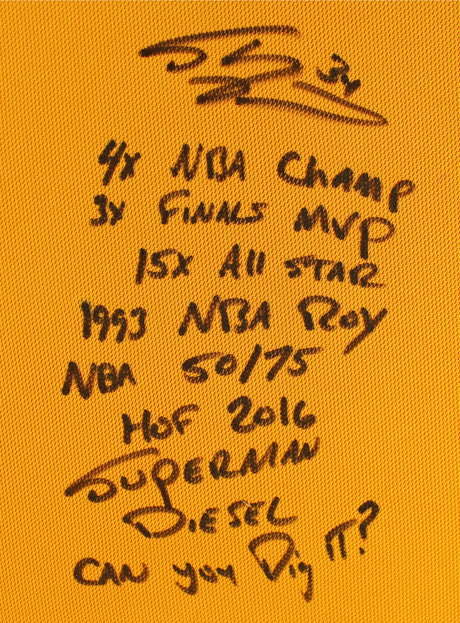 34
4x NBA CHAMP
3x FINALS MVP
15x All STAR
1993 NBA ROY
NBA 50/75
HOF 2016
SUPERMAN
DIESEL
CAN you Dig IT?